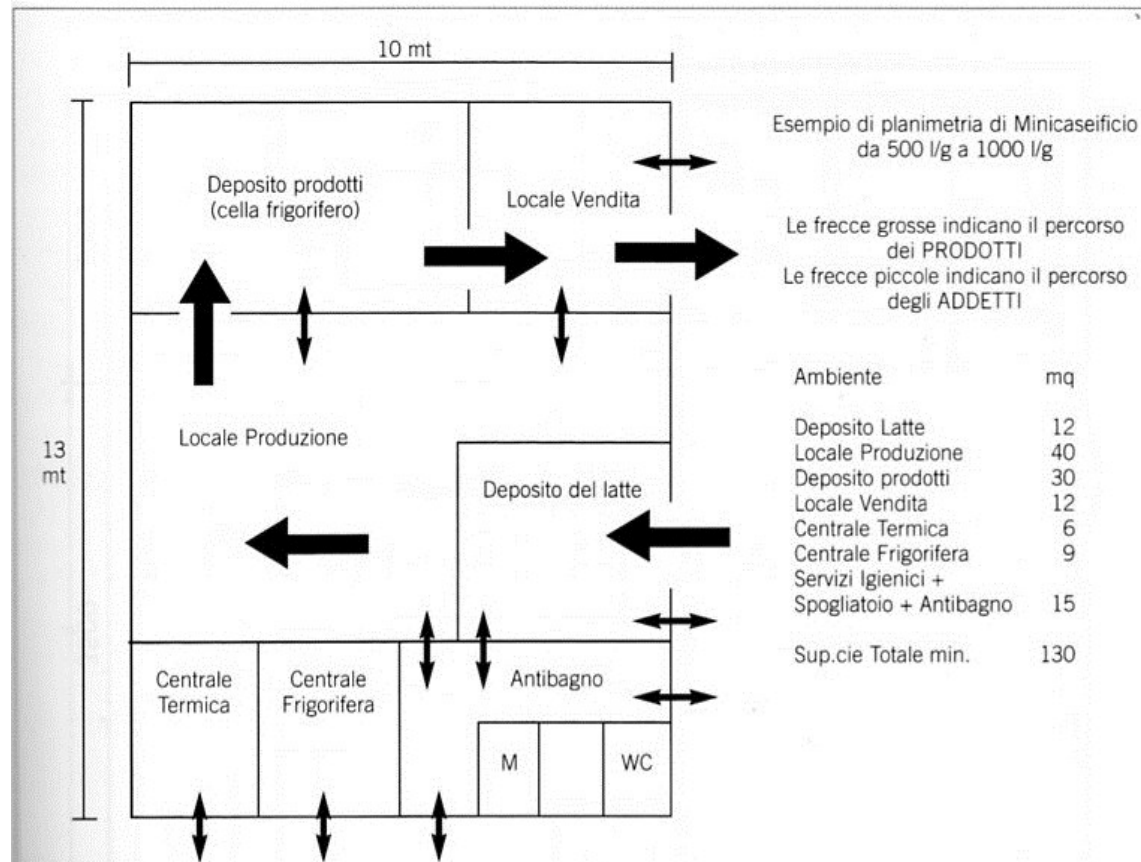 10 mt
Esempio di planimetria di Minicaseificio
da 500 l/g a 1000 l/g
Deposito prodotti
(cella frigorifero)
Locale Vendita
Le frecce grosse indicano il percorso
dei PRODOTTI
Le frecce piccole indicano il percorso
degli ADDETTI
13
mt
Locale Produzione
Deposito del latte
Ambiente mq
Deposito Latte 12
Locale Produzione 40
Deposito prodotti 30
Locale Vendita 12
Centrale Termica 6
Centrale Frigorifera 9
Servizi Igienici +
Spogliatoio + Antibagno 15
Sup.cie Totale min. 130
Centrale
Termica
Centrale
Frigorifera
Antibagno
M
WC